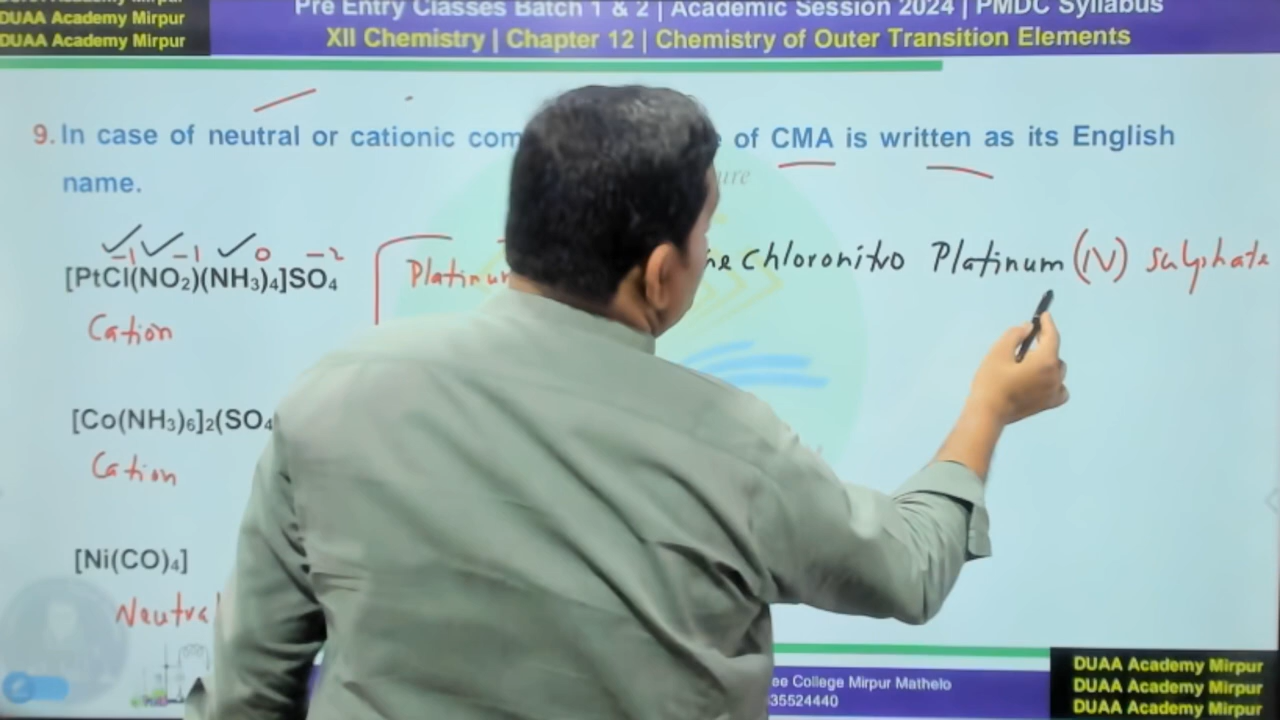 DUAA Academy Mirpur
DUAA Academy Mirpur
Pre Entry Classes Batch 1 & 2 | Academic Session 2024 | PMDC Syllabus
XII Chemistry | Chapter 12 | Chemistry of Outer Transition Elements
9. In case of neutral or cationic com of CMA is written as its English
name.
✓ ✓ ✓
-1 -1 0 -2
[PtCl(NO₂)(NH₃)₄]SO₄ Platinum chloronitro Platinum (IV) Sulphate
Cation
[Co(NH₃)₆]₂(SO₄
Cation
[Ni(CO)₄]
Neutral
ee College Mirpur Mathelo
35524440
DUAA Academy Mirpur
DUAA Academy Mirpur
DUAA Academy Mirpur